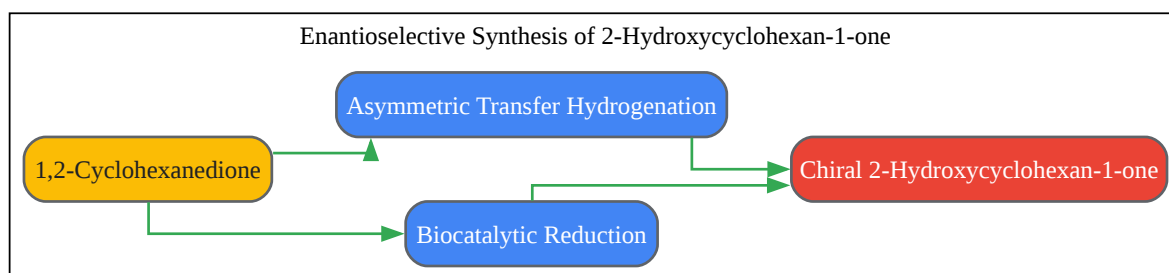 Enantioselective Synthesis of 2-Hydroxycyclohexan-1-one
Asymmetric Transfer Hydrogenation
1,2-Cyclohexanedione
Chiral 2-Hydroxycyclohexan-1-one
Biocatalytic Reduction